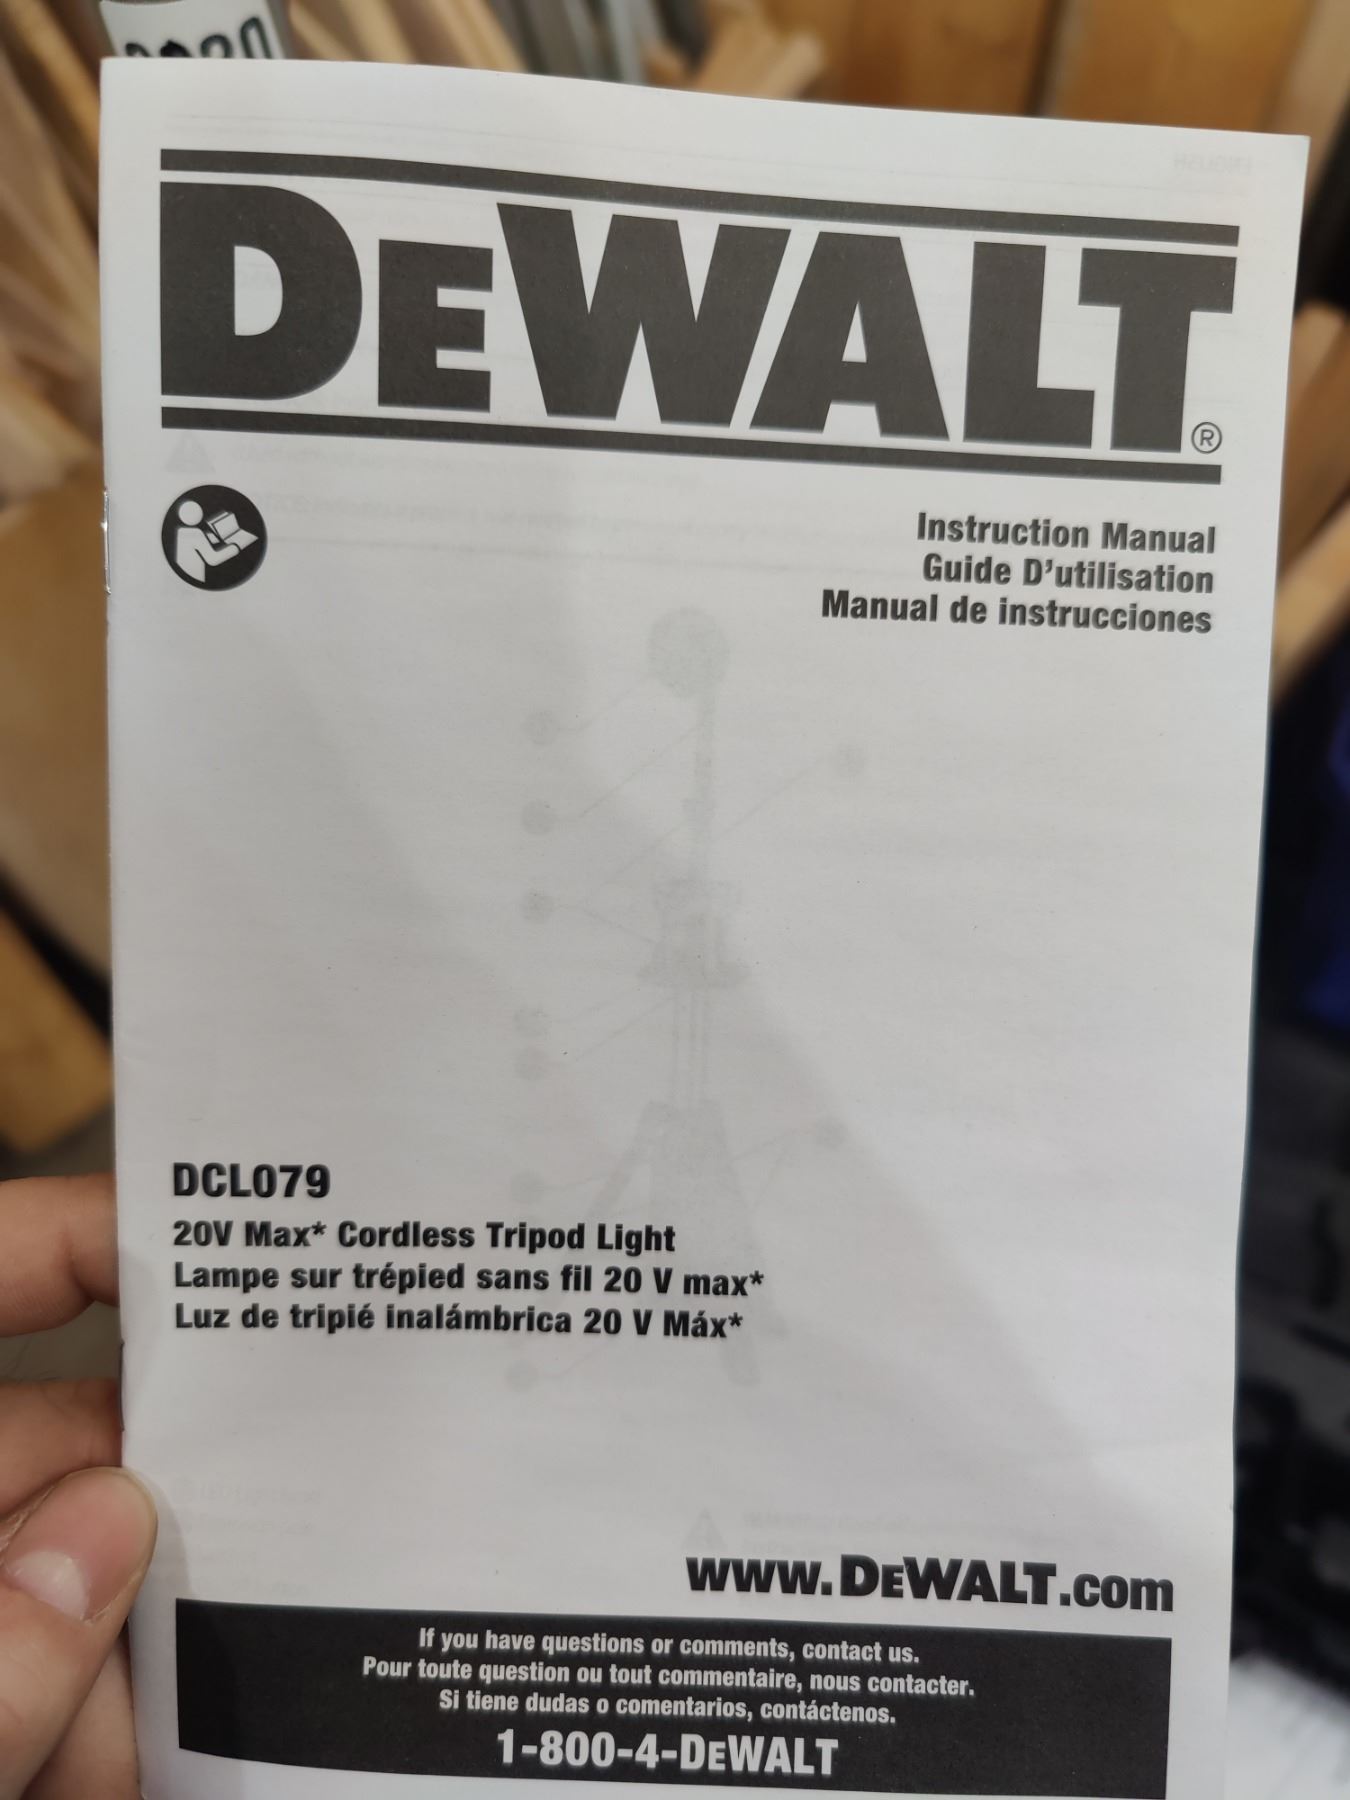 DEWALT®
Instruction Manual
Guide D'utilisation
Manual de instrucciones
DCL079
20V Max* Cordless Tripod Light
Lampe sur trépied sans fil 20 V max*
Luz de tripié inalámbrica 20 V Máx*
www.DEWALT.com
If you have questions or comments, contact us.
Pour toute question ou tout commentaire, nous contacter.
Si tiene dudas o comentarios, contáctenos.
1-800-4-DEWALT